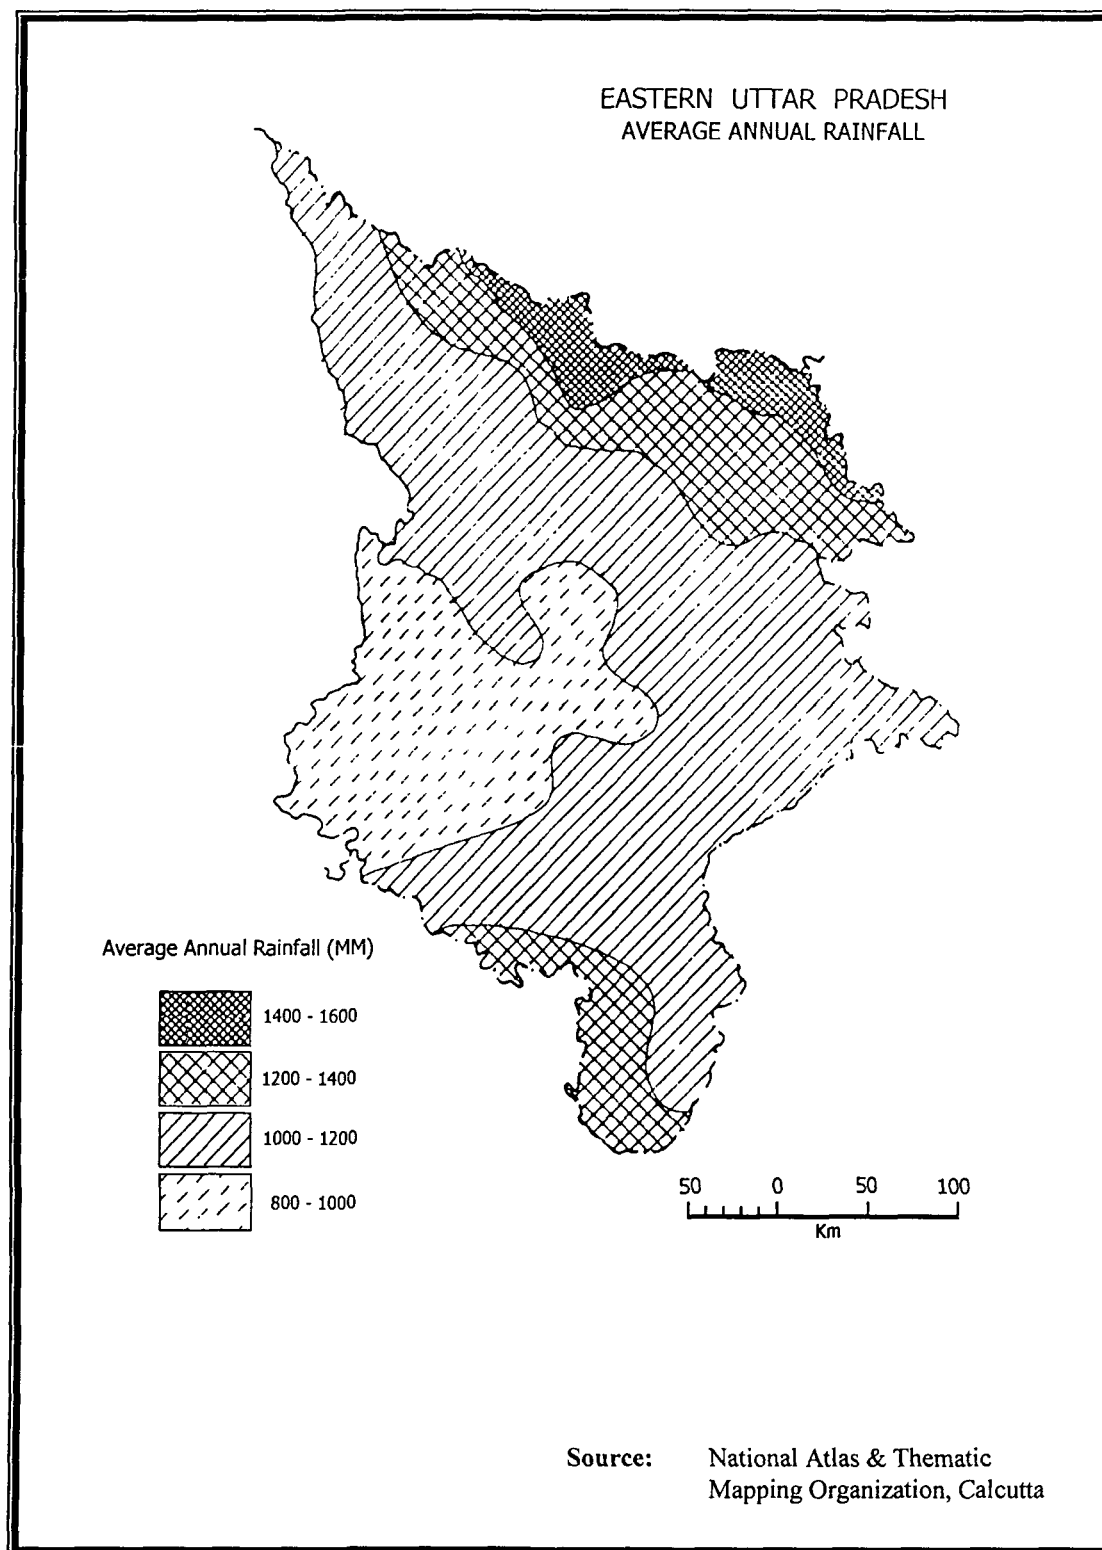 EASTERN UTTAR PRADESH
AVERAGE ANNUAL RAINFALL
Average Annual Rainfall (MM)
1400 - 1600
1200 - 1400
1000 - 1200
800 - 1000
50 0 50 100
Km
Source: National Atlas & Thematic
Mapping Organization, Calcutta